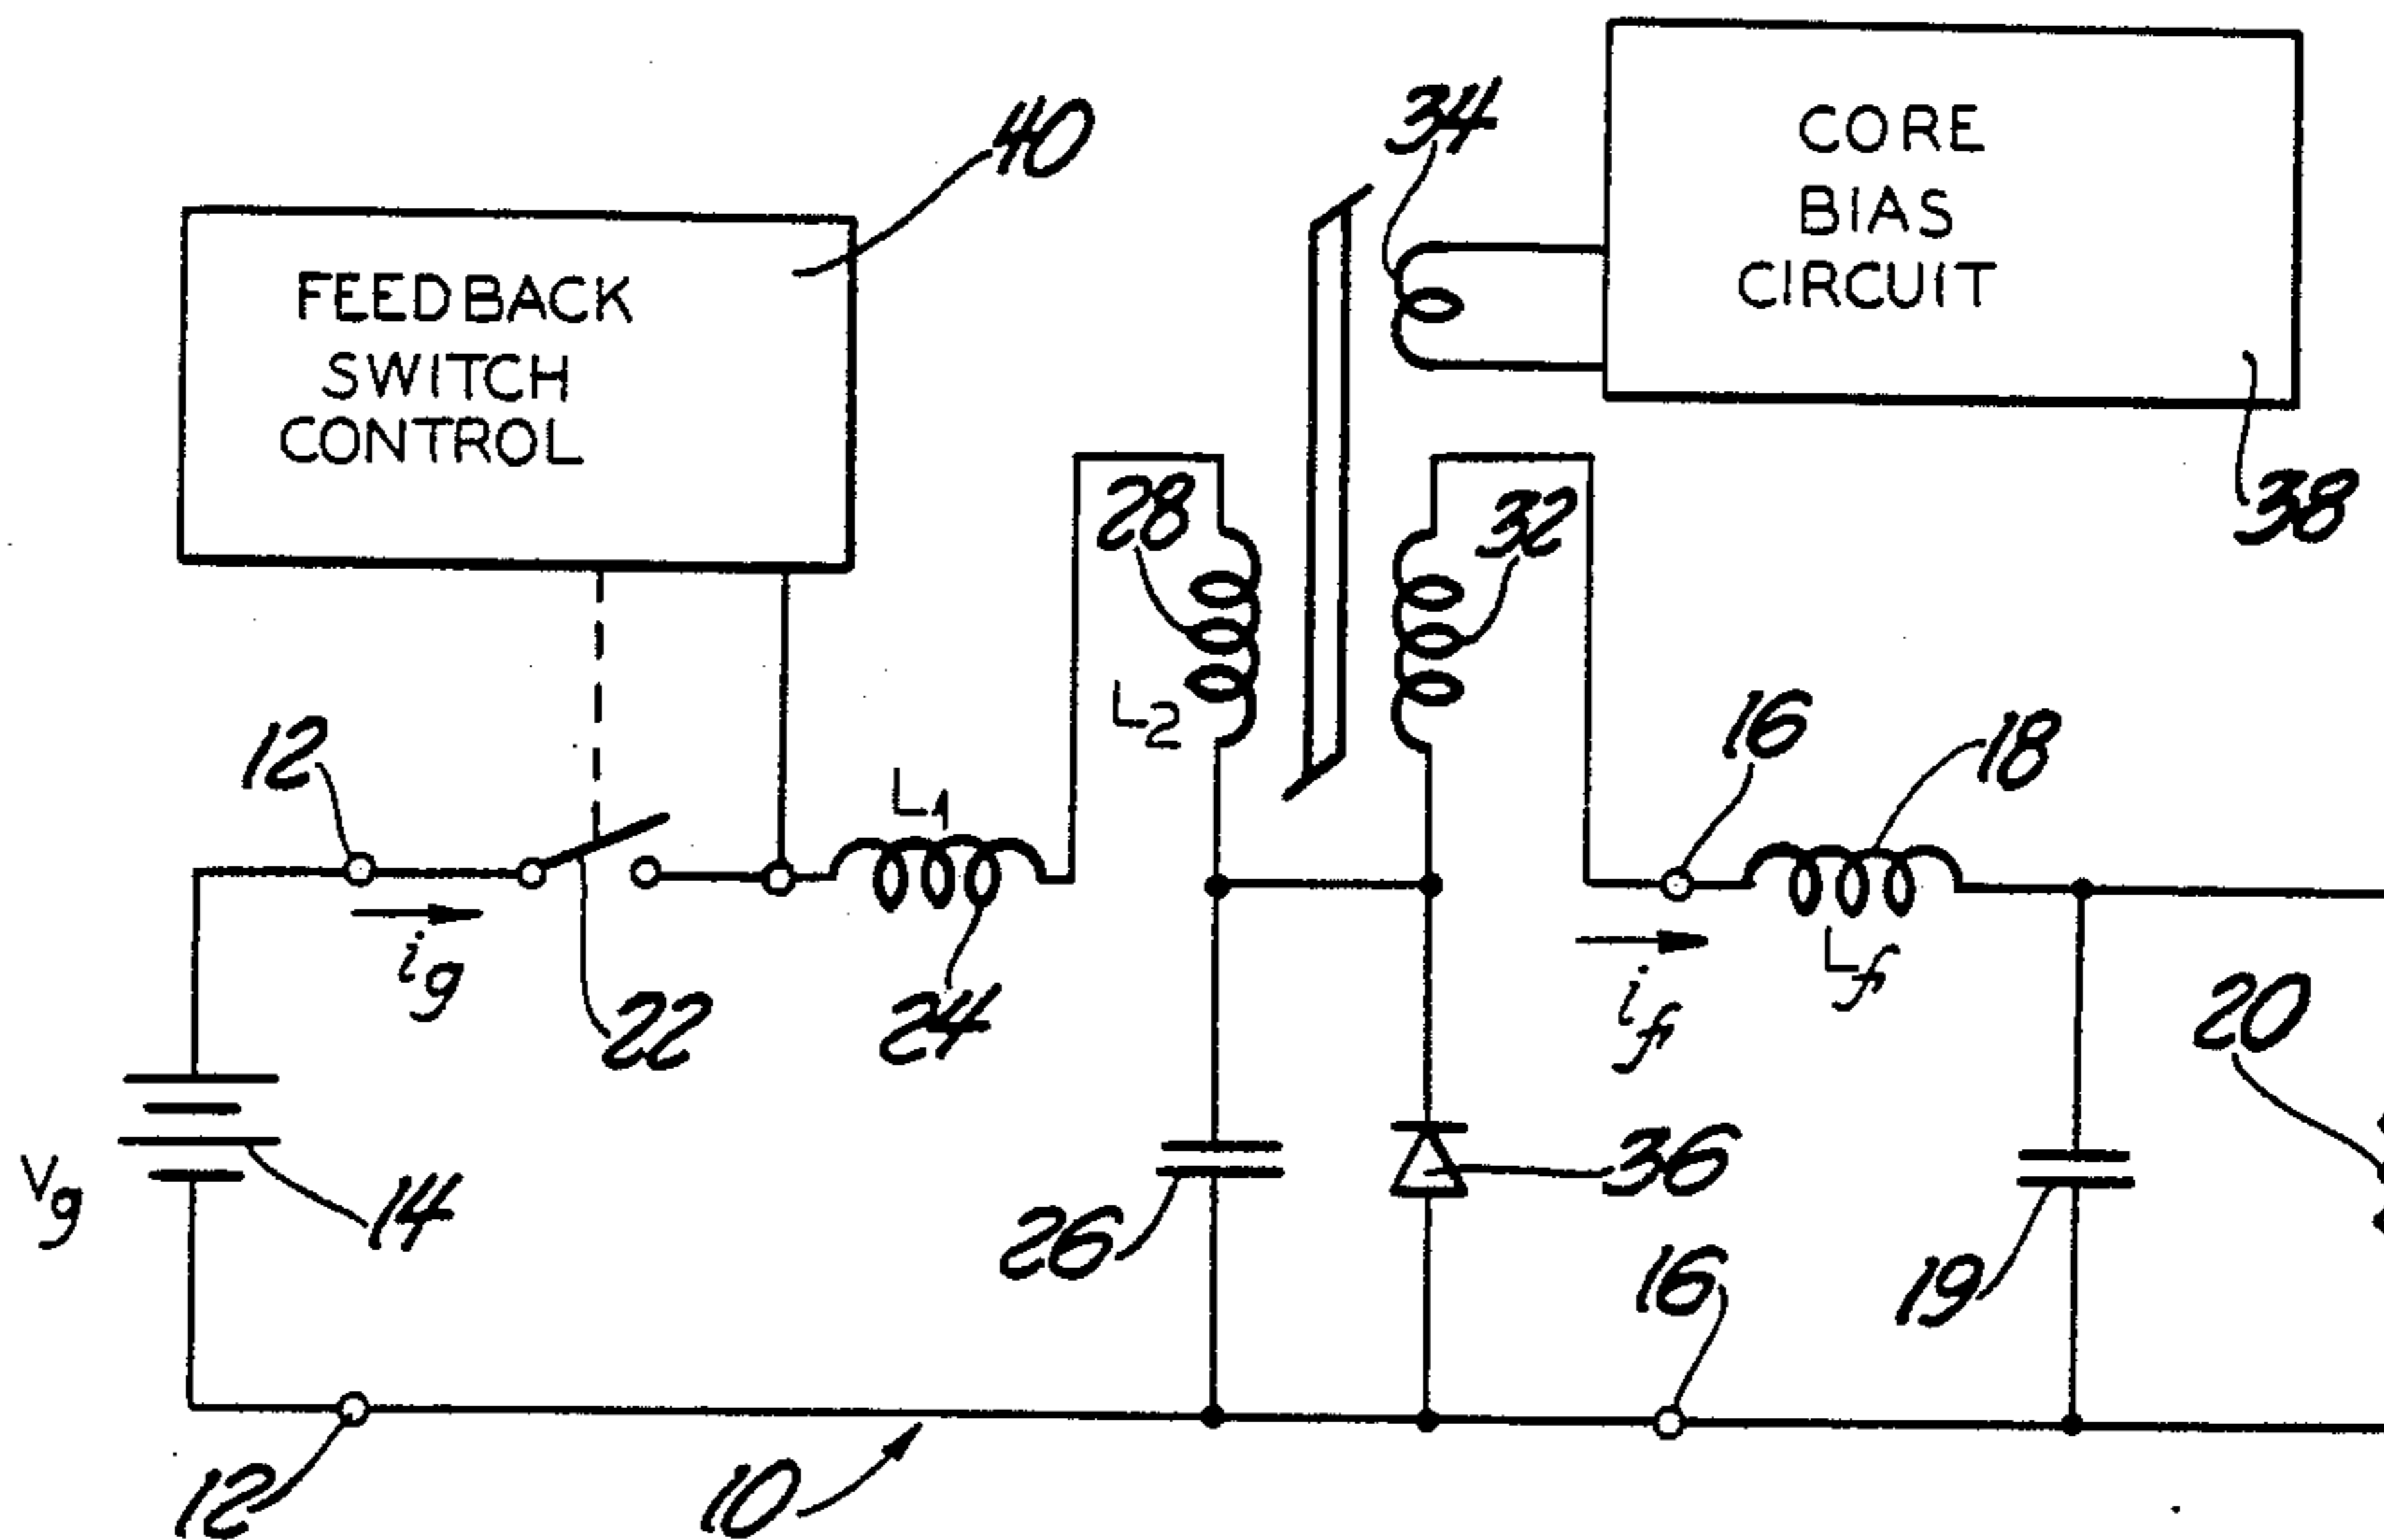 40
34
CORE
BIAS
CIRCUIT
38
FEEDBACK
SWITCH
CONTROL
28
32
L2
12
L1
16
18
ig
22
24
if
Lf
20
Vg
14
26
36
19
16
12
10